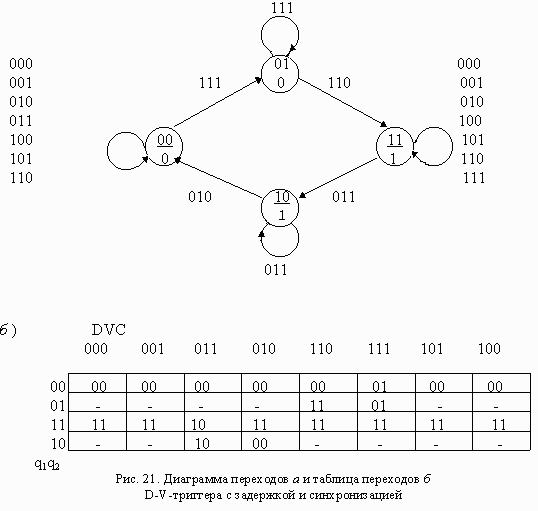 111
000 01 000
001 0 001
111 110
010 010
011 00 11 100
100 0 1 101
101 110
110 111
010 10 011
1
011
б) DVC
000 001 011 010 110 111 101 100
00 00 00 00 00 00 01 00 00
01 - - - - 11 01 - -
11 11 11 10 11 11 11 11 11
10 - - 10 00 - - - -
q1q2
Рис. 21. Диаграмма переходов а и таблица переходов б
D-V-триггера с задержкой и синхронизацией